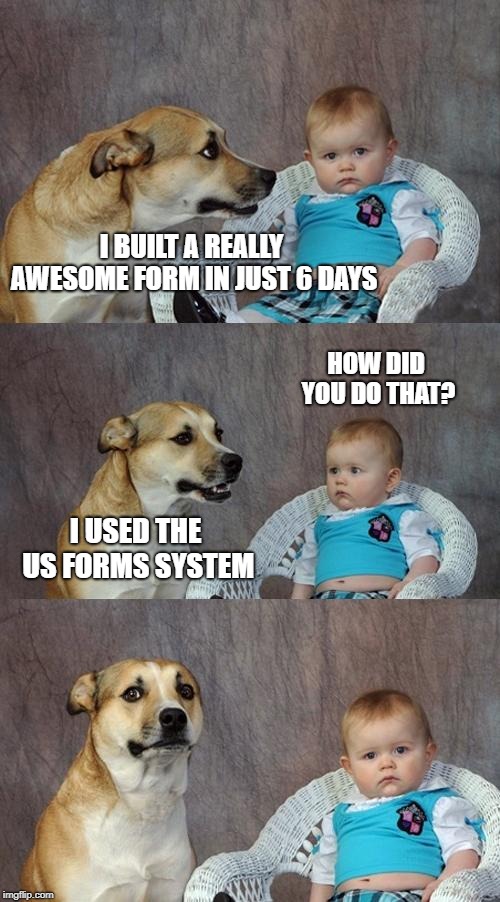 I BUILT A REALLY
AWESOME FORM IN JUST 6 DAYS
HOW DID
YOU DO THAT?
I USED THE
US FORMS SYSTEM
imgflip.com